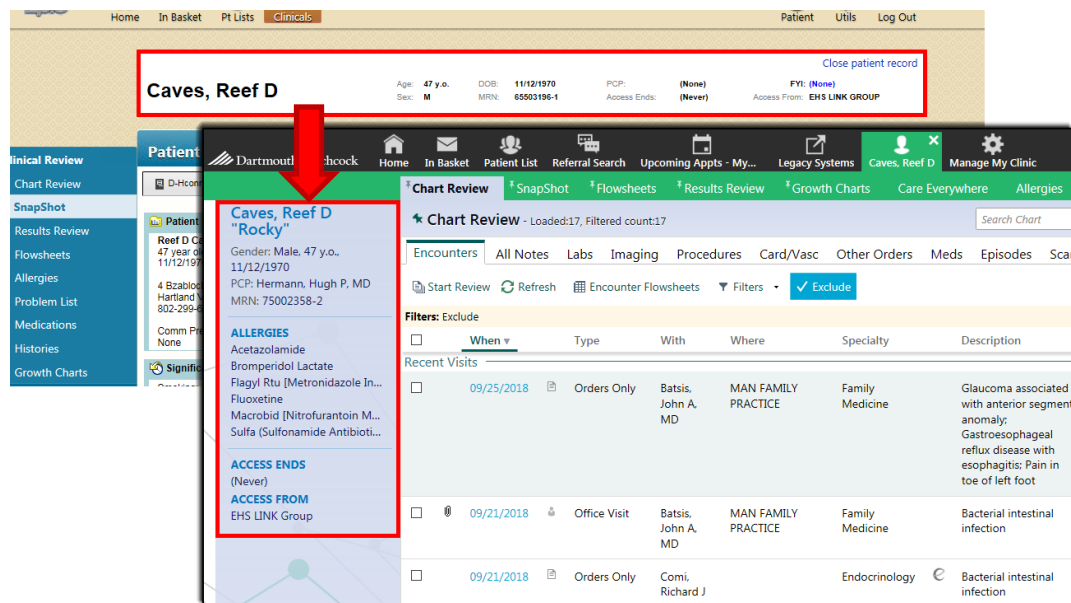 Home In Basket Pt Lists Clinicals Patient Utils Log Out
Close patient record
Caves, Reef D
Age: 47 y.o. DOB: 11/12/1970 PCP: (None) FYI: (None)
Sex: M MRN: 65503196-1 Access Ends: (Never) Access From: EHS LINK GROUP
Clinical Review
Chart Review
SnapShot
Results Review
Flowsheets
Allergies
Problem List
Medications
Histories
Growth Charts
Patient
D-Hconn
Patient
Reef D Ca
47 year ol
11/12/197
4 Bzabloc
Hartland V
802-299-6
Comm Pre
None
Signific
Dartmouth hcock
Home In Basket Patient List Referral Search Upcoming Appts - My... Legacy Systems Caves, Reef D Manage My Clinic
Chart Review SnapShot Flowsheets Results Review Growth Charts Care Everywhere Allergies
Caves, Reef D
"Rocky"
Gender: Male, 47 y.o.,
11/12/1970
PCP: Hermann, Hugh P, MD
MRN: 75002358-2
ALLERGIES
Acetazolamide
Bromperidol Lactate
Flagyl Rtu [Metronidazole In...
Fluoxetine
Macrobid [Nitrofurantoin M...
Sulfa (Sulfonamide Antibioti...
ACCESS ENDS
(Never)
ACCESS FROM
EHS LINK Group
Chart Review - Loaded:17, Filtered count:17
Search Chart
Encounters All Notes Labs Imaging Procedures Card/Vasc Other Orders Meds Episodes Scan
Start Review Refresh Encounter Flowsheets Filters Exclude
Filters: Exclude
When Type With Where Specialty Description
Recent Visits
09/25/2018 Orders Only Batsis, MAN FAMILY Family Glaucoma associated
John A, PRACTICE Medicine with anterior segment
MD anomaly;
Gastroesophageal
reflux disease with
esophagitis; Pain in
toe of left foot
09/21/2018 Office Visit Batsis, MAN FAMILY Family Bacterial intestinal
John A, PRACTICE Medicine infection
MD
09/21/2018 Orders Only Comi, Endocrinology Bacterial intestinal
Richard J infection